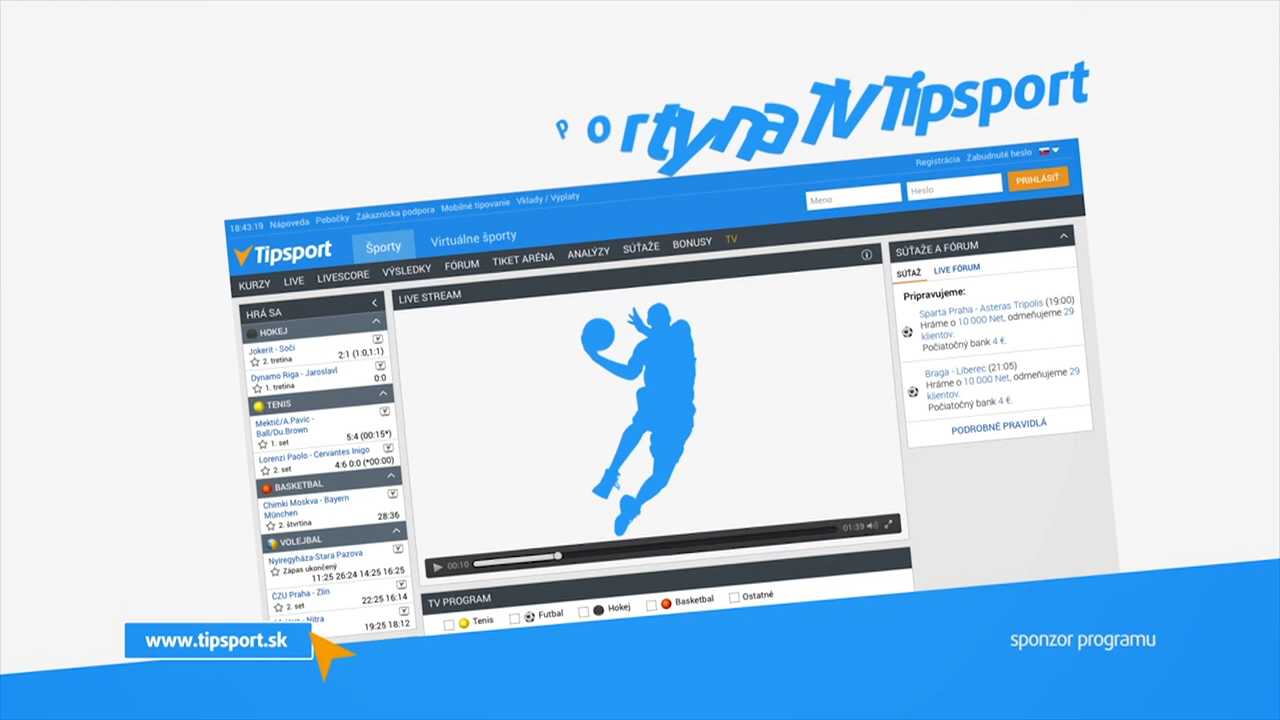 P o r ty na TV Tipsport
18:43:19 Nápoveda Pobočky Zákaznícka podpora Mobilné tipovanie Vklady / Výplaty
Registrácia Zabudnuté heslo
Meno
Heslo
PRIHLÁSIŤ
Tipsport
Športy
Virtuálne športy
KURZY LIVE LIVESCORE VÝSLEDKY FÓRUM TIKET ARÉNA ANALÝZY SÚŤAŽE BONUSY TV
HRÁ SA
HOKEJ
Jokerit - Soči
2. tretina 2:1 (1:0,1:1)
Dynamo Riga - Jaroslavľ
1. tretina 0:0
TENIS
Mektič/A.Pavic -
Ball/Du.Brown
1. set 5:4 (00:15*)
Lorenzi Paolo - Cervantes Inigo
2. set 4:6 0:0 (*00:00)
BASKETBAL
Chimki Moskva - Bayern
München
2. štvrtina 28:36
VOLEJBAL
Nyiregyháza-Stara Pazova
Zápas ukončený
11:25 26:24 14:25 16:25
ČZU Praha - Zlín
2. set 22:25 16:14
Nitra
19:25 18:12
LIVE STREAM
00:10
01:39
TV PROGRAM
Tenis Futbal Hokej Basketbal Ostatné
SÚŤAŽE A FÓRUM
SÚŤAŽ LIVE FÓRUM
Pripravujeme:
Sparta Praha - Asteras Tripolis (19:00)
Hráme o 10 000 Net, odmeňujeme 29
klientov.
Počiatočný bank 4 €.
Braga - Liberec (21:05)
Hráme o 10 000 Net, odmeňujeme 29
klientov.
Počiatočný bank 4 €.
PODROBNÉ PRAVIDLÁ
www.tipsport.sk
sponzor programu